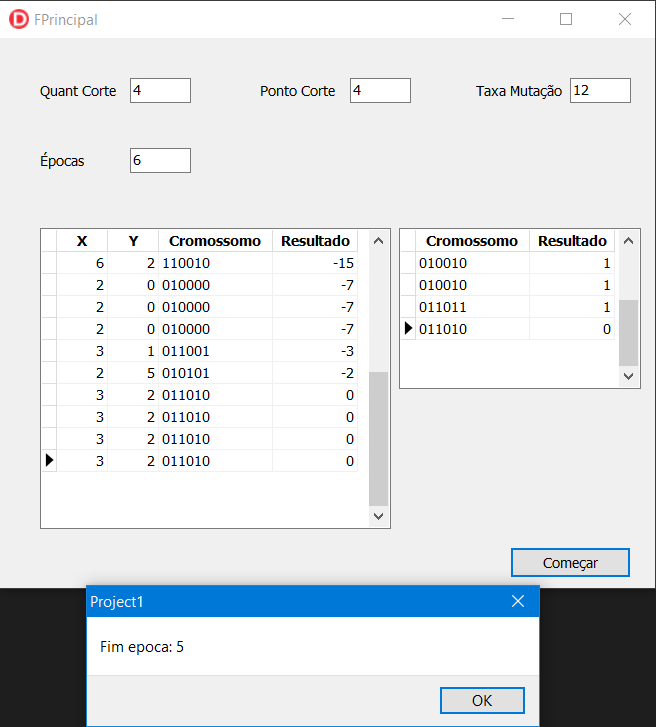 FPrincipal
Quant Corte 4 Ponto Corte 4 Taxa Mutação 12
Épocas 6
X Y Cromossomo Resultado
6 2 110010 -15
2 0 010000 -7
2 0 010000 -7
2 0 010000 -7
3 1 011001 -3
2 5 010101 -2
3 2 011010 0
3 2 011010 0
3 2 011010 0
3 2 011010 0
Cromossomo Resultado
010010 1
010010 1
011011 1
011010 0
Começar
Project1
Fim epoca: 5
OK